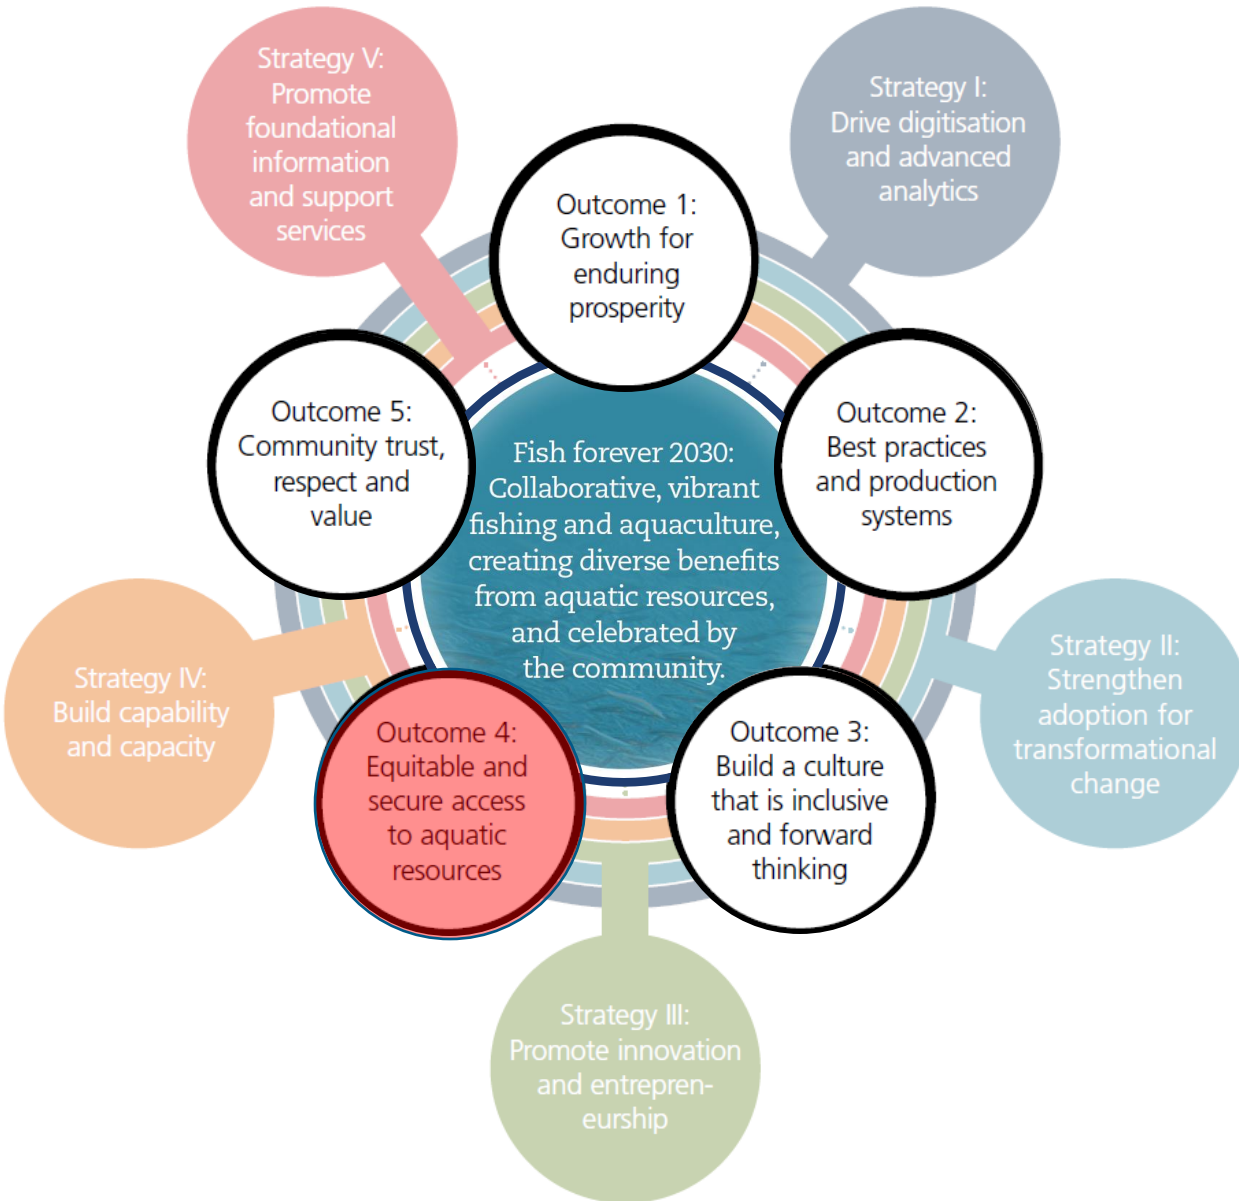 Strategy V:
Promote
foundational
information
and support
services
Strategy I:
Drive digitisation
and advanced
analytics
Outcome 1:
Growth for
enduring
prosperity
Outcome 5:
Community trust,
respect and
value
Outcome 2:
Best practices
and production
systems
Fish forever 2030:
Collaborative, vibrant
fishing and aquaculture,
creating diverse benefits
from aquatic resources,
and celebrated by
the community.
Strategy IV:
Build capability
and capacity
Strategy II:
Strengthen
adoption for
transformational
change
Outcome 4:
Equitable and
secure access
to aquatic
resources
Outcome 3:
Build a culture
that is inclusive
and forward
thinking
Strategy III:
Promote innovation
and entrepren-
eurship